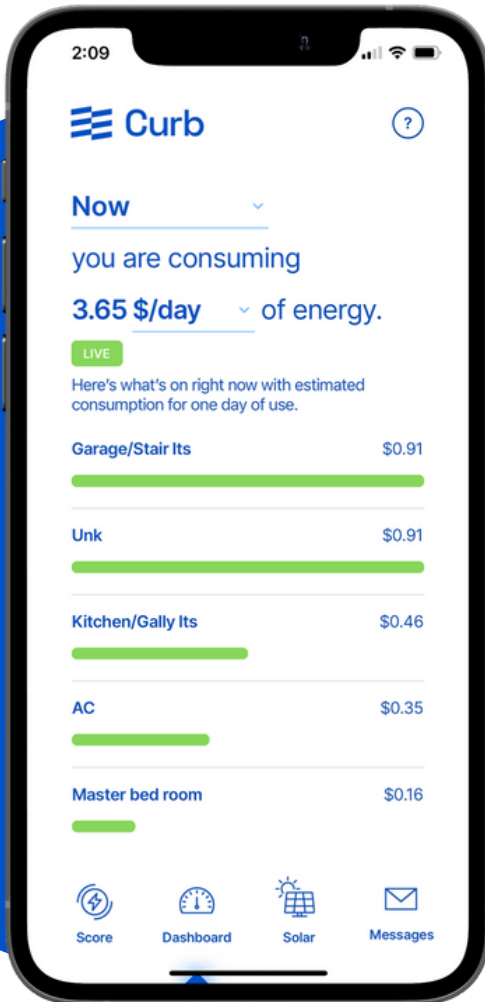 2:09
Curb
?
Now
you are consuming
3.65 $/day of energy.
LIVE
Here's what's on right now with estimated
consumption for one day of use.
Garage/Stair lts $0.91
Unk $0.91
Kitchen/Gally lts $0.46
AC $0.35
Master bed room $0.16
Score Dashboard Solar Messages